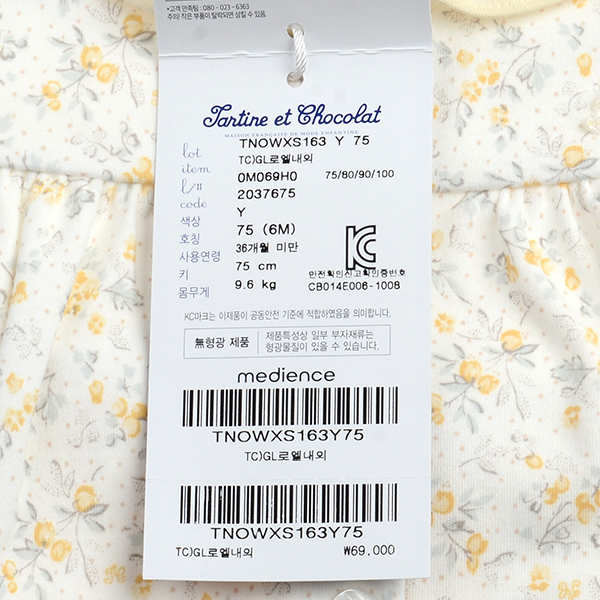 *고객 만족팀 : 080 - 023 - 6363
주의: 작은 부품이 탈락되면 삼킬 수 있음.
Tartine et Chocolat
MAISON FRANÇAISE DE MODE ENFANTINE
lot TNOWXS163 Y 75
item TC)GL로엘내의
l/# 0M069H0 75/80/90/100
code 2037675
색상 Y
호칭 75 (6M)
사용연령 36개월 미만
키 75 cm
몸무게 9.6 kg
안전확인신고확인증번호
CB014E006-1008
KC마크는 이제품이 공통안전 기준에 적합하였음을 의미합니다.
無형광 제품
제품특성상 일부 부자재류는
형광물질이 있을 수 있습니다.
medience
TNOWXS163Y75
TC)GL로엘내의
TNOWXS163Y75
TC)GL로엘내의 ₩69,000